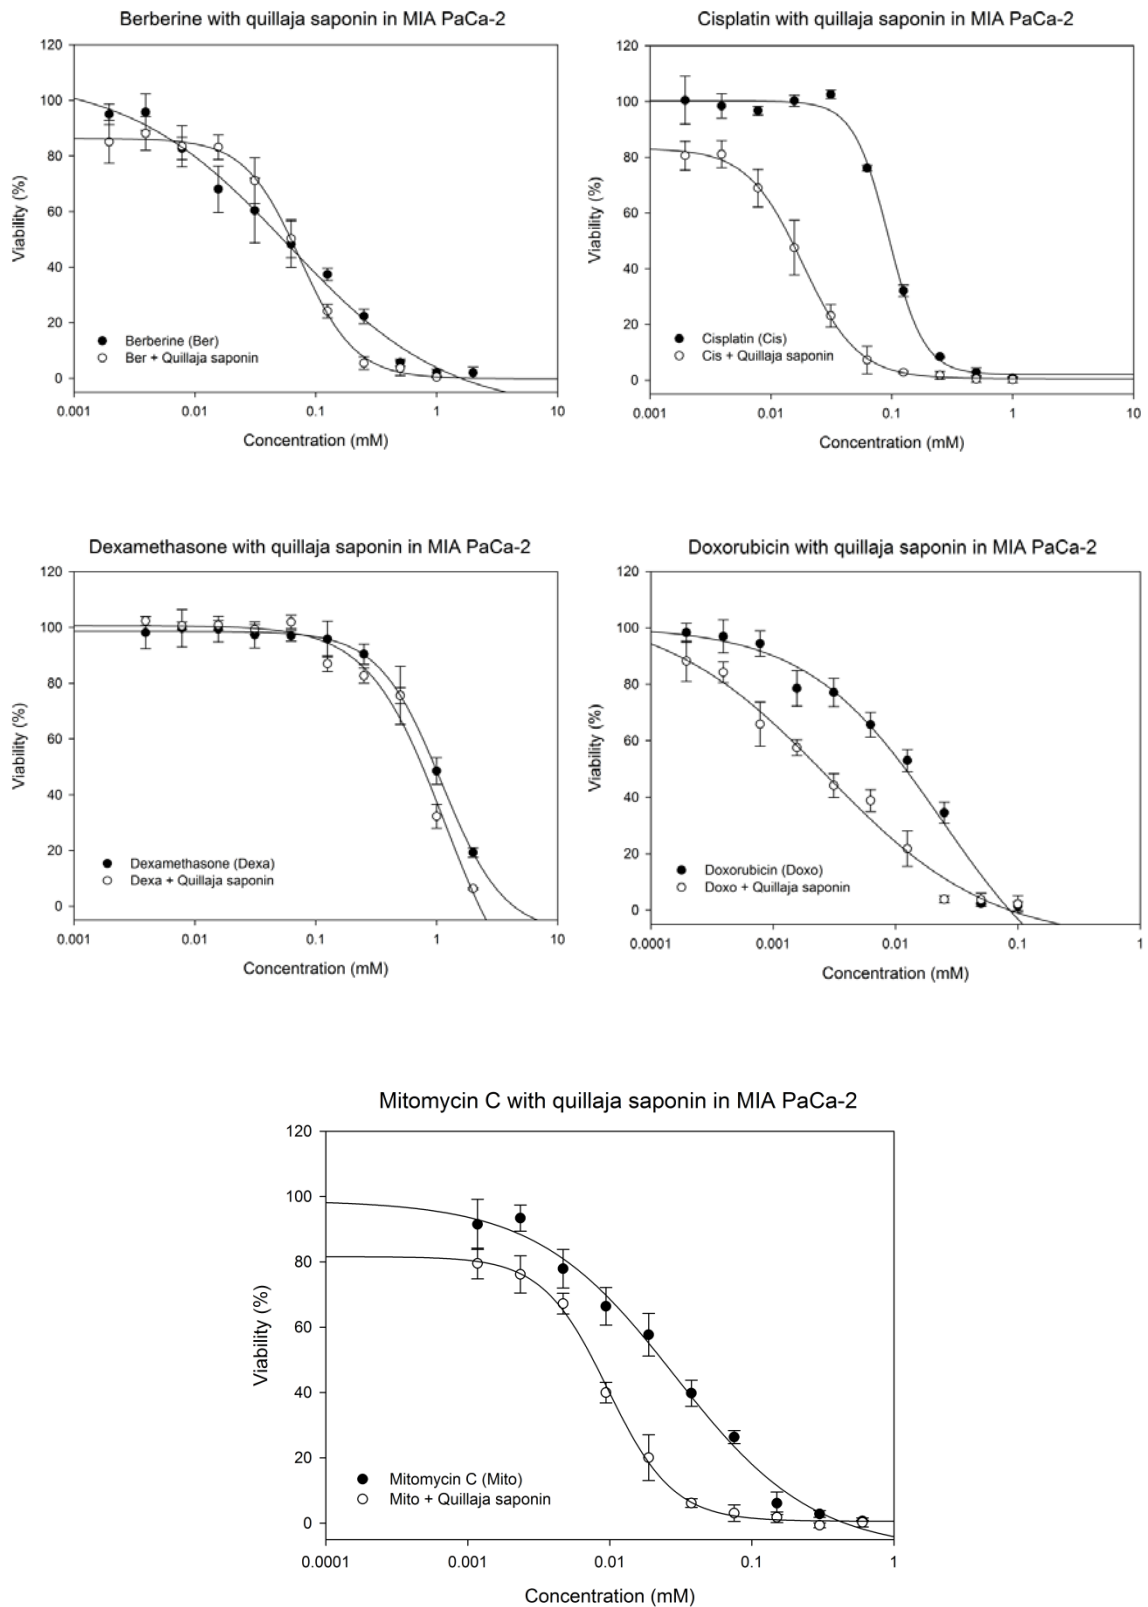 Berberine with quillaja saponin in MIA PaCa-2
120
100
80
60
40
20
0
Viability (%)
Berberine (Ber)
Ber + Quillaja saponin
0.001 0.01 0.1 1 10
Concentration (mM)
Cisplatin with quillaja saponin in MIA PaCa-2
120
100
80
60
40
20
0
Viability (%)
Cisplatin (Cis)
Cis + Quillaja saponin
0.001 0.01 0.1 1 10
Concentration (mM)
Dexamethasone with quillaja saponin in MIA PaCa-2
120
100
80
60
40
20
0
Viability (%)
Dexamethasone (Dexa)
Dexa + Quillaja saponin
0.001 0.01 0.1 1 10
Concentration (mM)
Doxorubicin with quillaja saponin in MIA PaCa-2
120
100
80
60
40
20
0
Viability (%)
Doxorubicin (Doxo)
Doxo + Quillaja saponin
0.0001 0.001 0.01 0.1 1
Concentration (mM)
Mitomycin C with quillaja saponin in MIA PaCa-2
120
100
80
60
40
20
0
Viability (%)
Mitomycin C (Mito)
Mito + Quillaja saponin
0.0001 0.001 0.01 0.1 1
Concentration (mM)